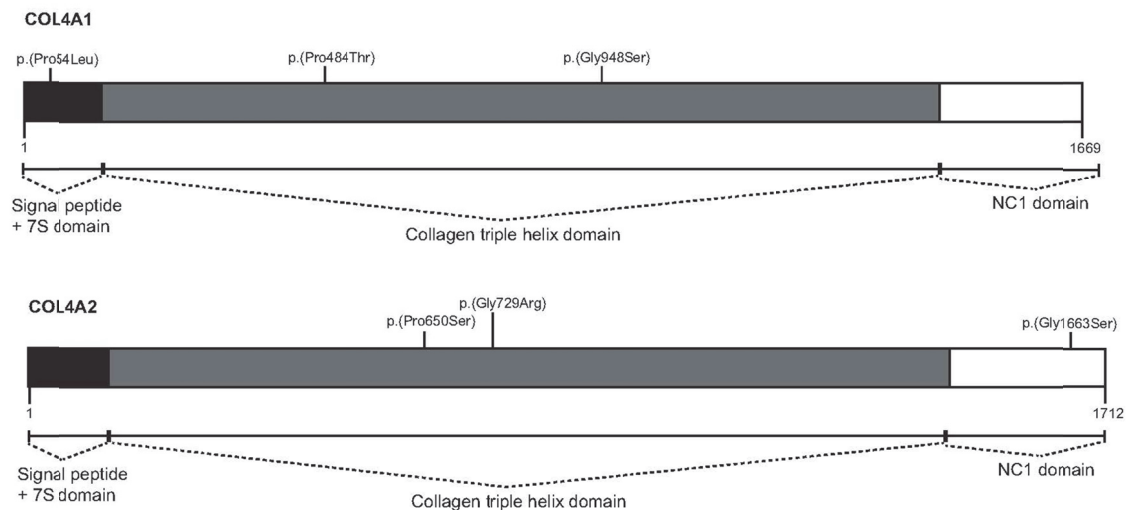 COL4A1
p.(Pro54Leu)
p.(Pro484Thr)
p.(Gly948Ser)
1
1669
Signal peptide
+ 7S domain
Collagen triple helix domain
NC1 domain
COL4A2
p.(Pro650Ser)
p.(Gly729Arg)
p.(Gly1663Ser)
1
1712
Signal peptide
+ 7S domain
Collagen triple helix domain
NC1 domain